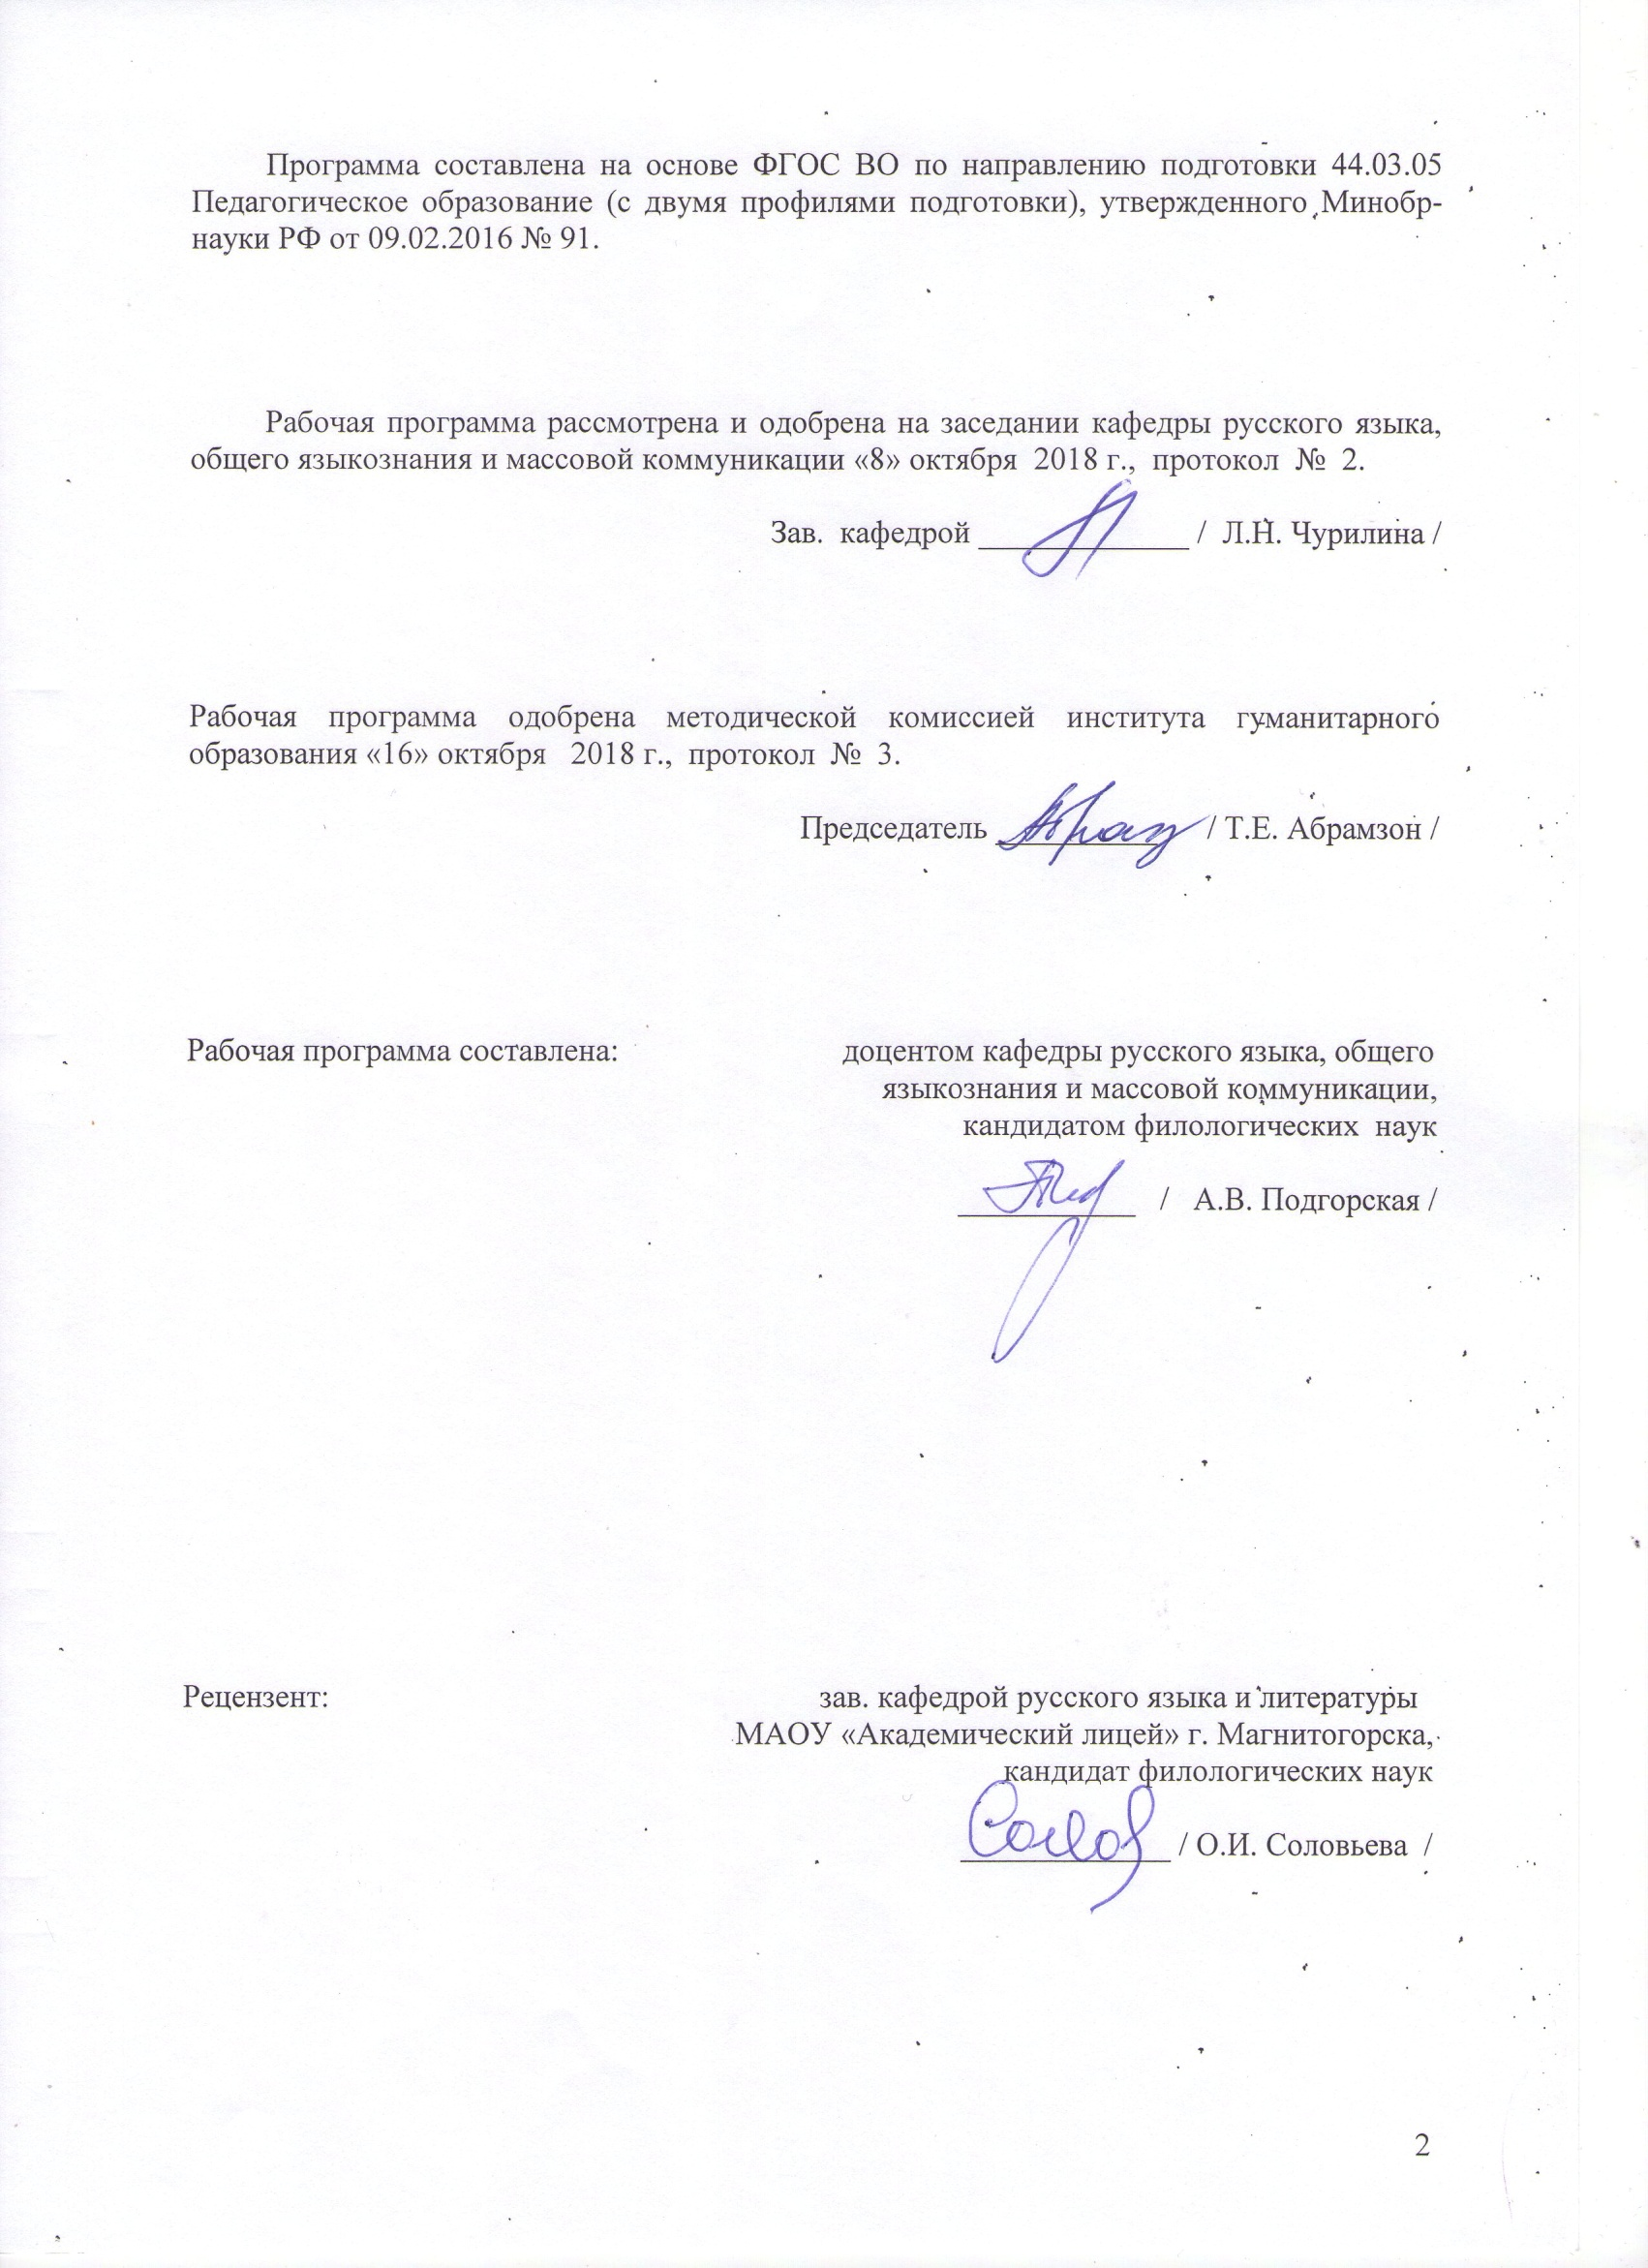 Программа составлена на основе ФГОС ВО по направлению подготовки 44.03.05
Педагогическое образование (с двумя профилями подготовки), утвержденного Минобр-
науки РФ от 09.02.2016 № 91.
Рабочая программа рассмотрена и одобрена на заседании кафедры русского языка,
общего языкознания и массовой коммуникации «8» октября 2018 г., протокол № 2.
Зав. кафедрой _____________ / Л.Н. Чурилина /
Рабочая программа одобрена методической комиссией института гуманитарного
образования «16» октября 2018 г., протокол № 3.
Председатель ___________ / Т.Е. Абрамзон /
Рабочая программа составлена: доцентом кафедры русского языка, общего
языкознания и массовой коммуникации,
кандидатом филологических наук
___________ / А.В. Подгорская /
Рецензент: зав. кафедрой русского языка и литературы
МАОУ «Академический лицей» г. Магнитогорска,
кандидат филологических наук
_____________ / О.И. Соловьева /
2